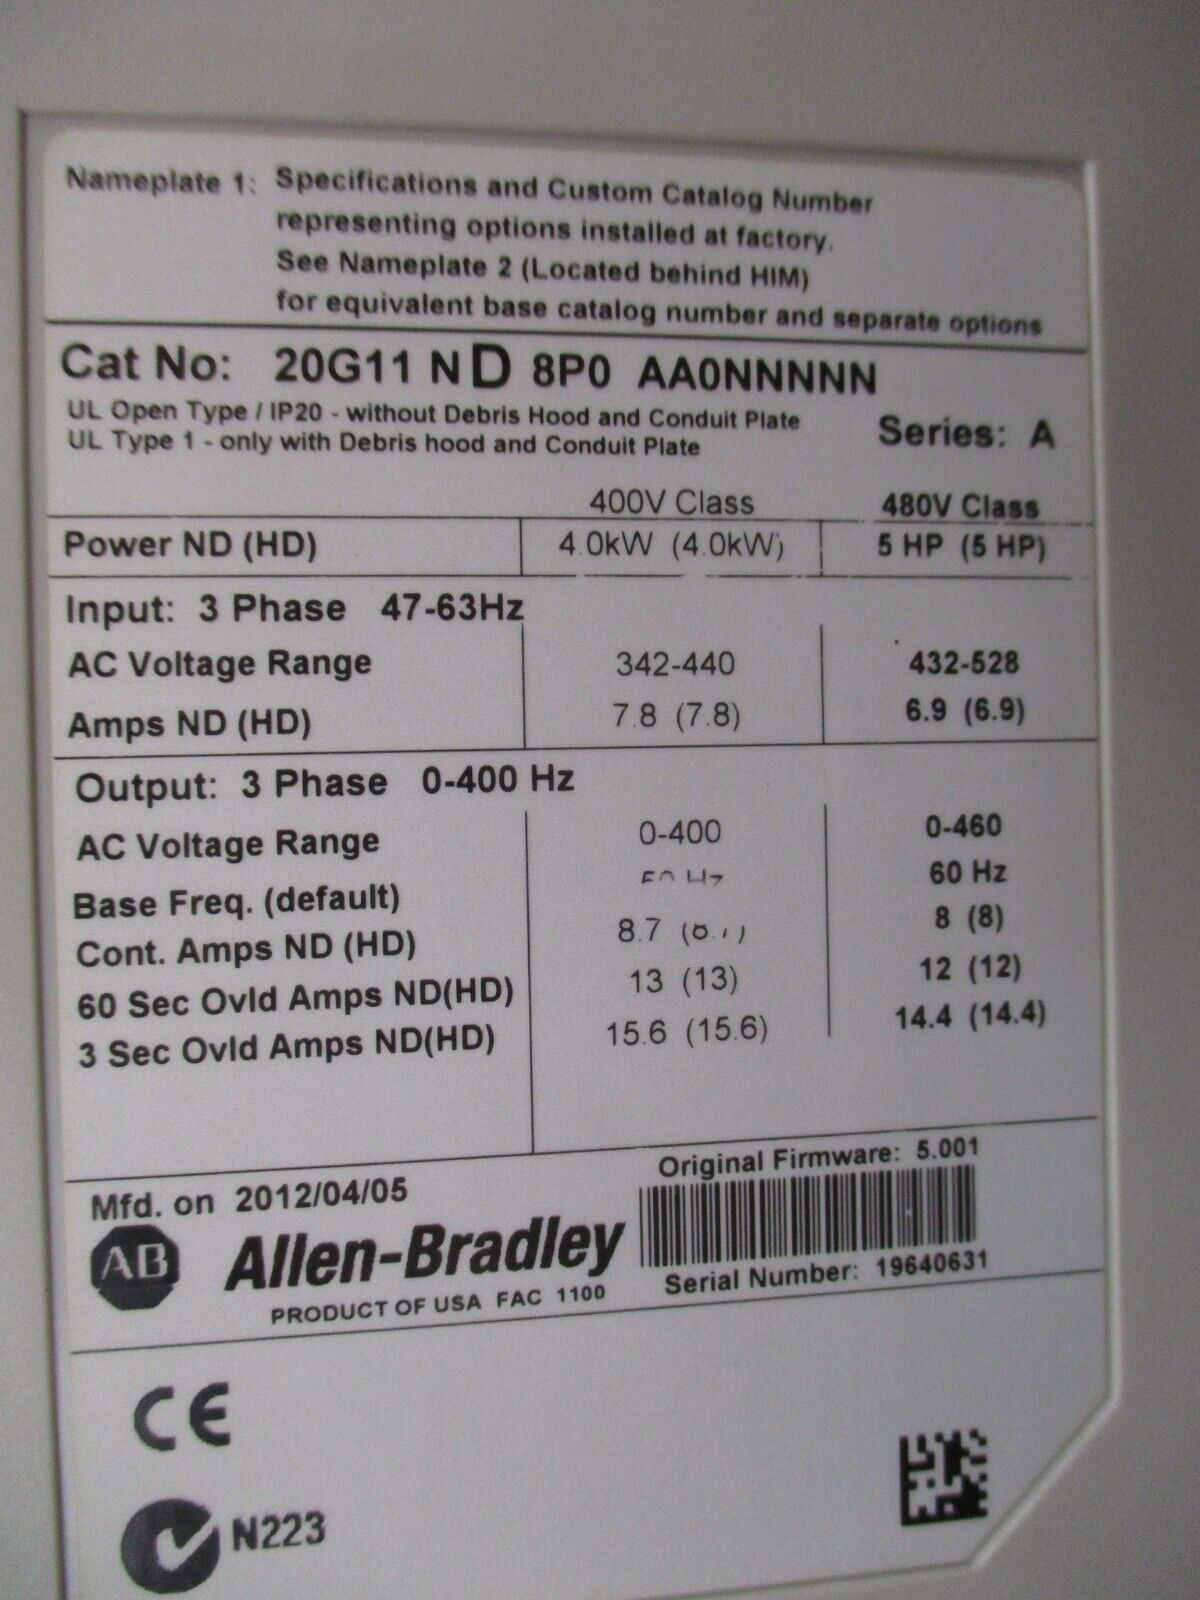 Nameplate 1: Specifications and Custom Catalog Number
representing options installed at factory.
See Nameplate 2 (Located behind HIM)
for equivalent base catalog number and separate options
Cat No: 20G11 N D 8P0 AA0NNNNN
UL Open Type / IP20 - without Debris Hood and Conduit Plate
UL Type 1 - only with Debris hood and Conduit Plate
Series: A
400V Class 480V Class
Power ND (HD) 4.0kW (4.0kW) 5 HP (5 HP)
Input: 3 Phase 47-63Hz
AC Voltage Range 342-440 432-528
Amps ND (HD) 7.8 (7.8) 6.9 (6.9)
Output: 3 Phase 0-400 Hz
AC Voltage Range 0-400 0-460
Base Freq. (default) Hz 60 Hz
Cont. Amps ND (HD) 8.7 8 (8)
60 Sec Ovld Amps ND(HD) 13 (13) 12 (12)
3 Sec Ovld Amps ND(HD) 15.6 (15.6) 14.4 (14.4)
Mfd. on 2012/04/05
Original Firmware: 5.001
AB Allen-Bradley
PRODUCT OF USA FAC 1100
Serial Number: 19640631
CE
N223